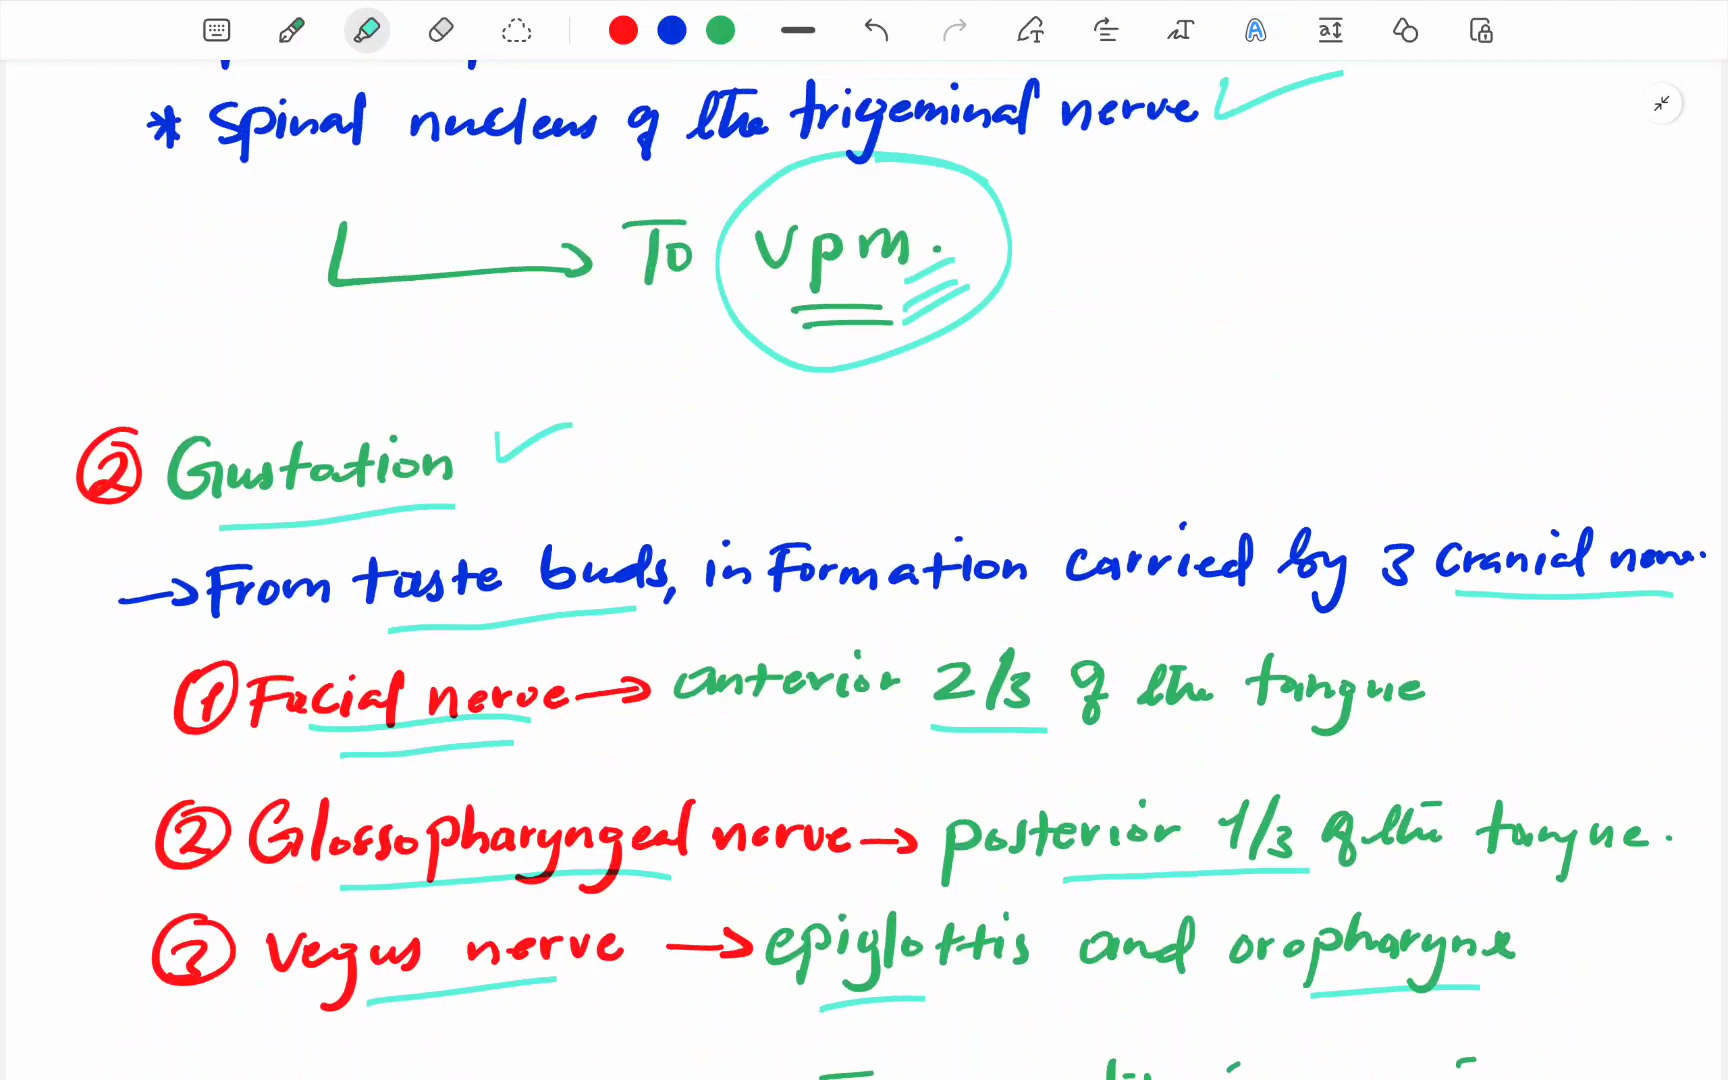 * Spinal nucleus of the trigeminal nerve
To Vpm.
② Gustation
→ From taste buds, information carried by 3 cranial
① Facial nerve → anterior 2/3 of the tongue
② Glossopharyngeal nerve → posterior 1/3 of the tongue.
③ Vegus nerve → epiglottis and oropharynx